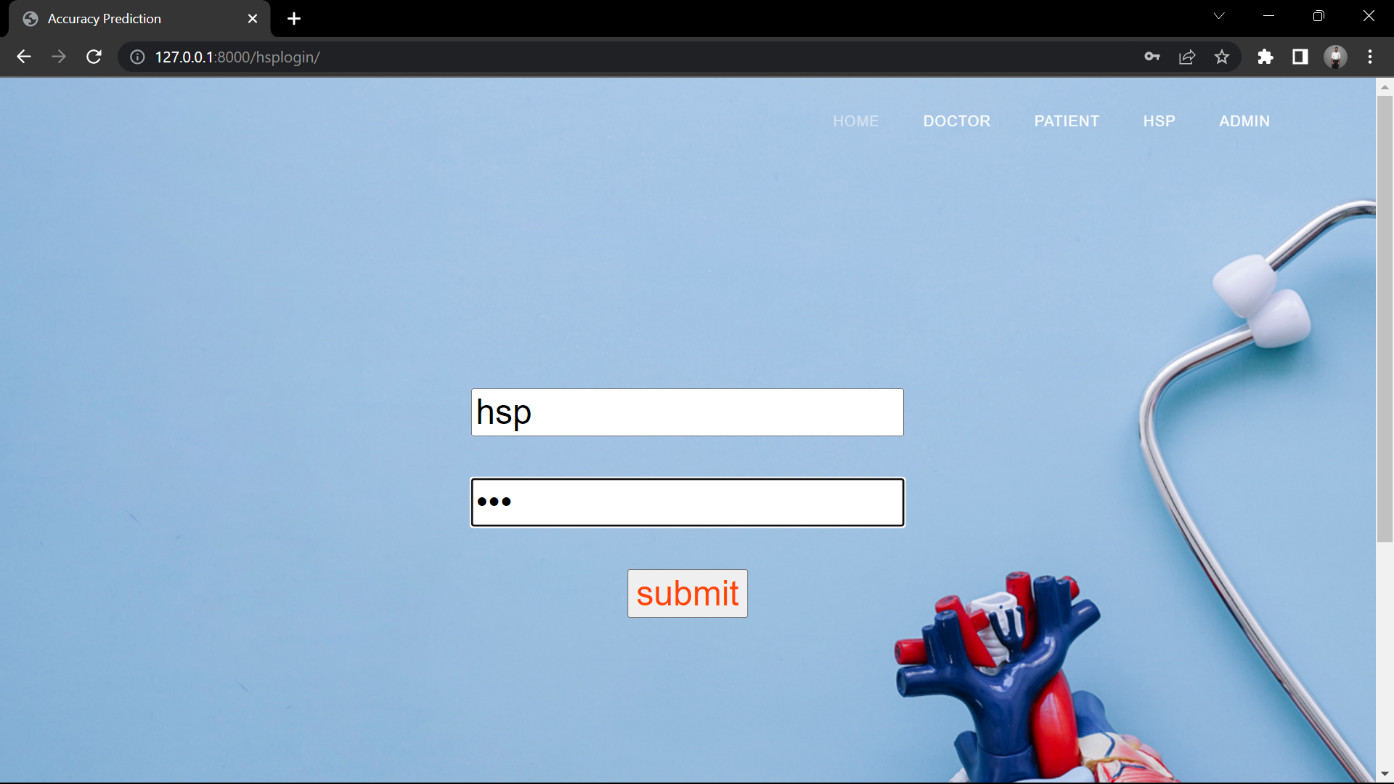 Accuracy Prediction
127.0.0.1:8000/hsplogin/
HOME DOCTOR PATIENT HSP ADMIN
hsp
•••
submit